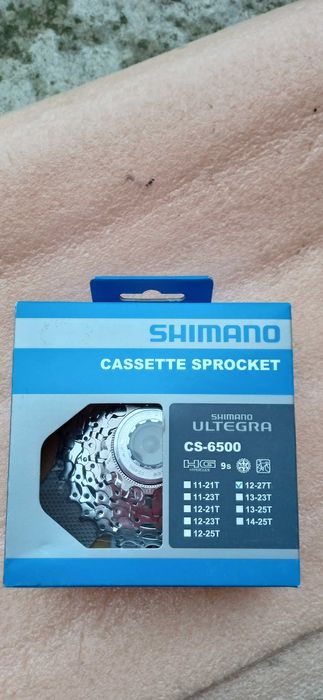 SHIMANO
CASSETTE SPROCKET
SHIMANO
ULTEGRA
CS-6500
HG 9s
11-21T 12-27T
11-23T 13-23T
12-21T 13-25T
12-23T 14-25T
12-25T